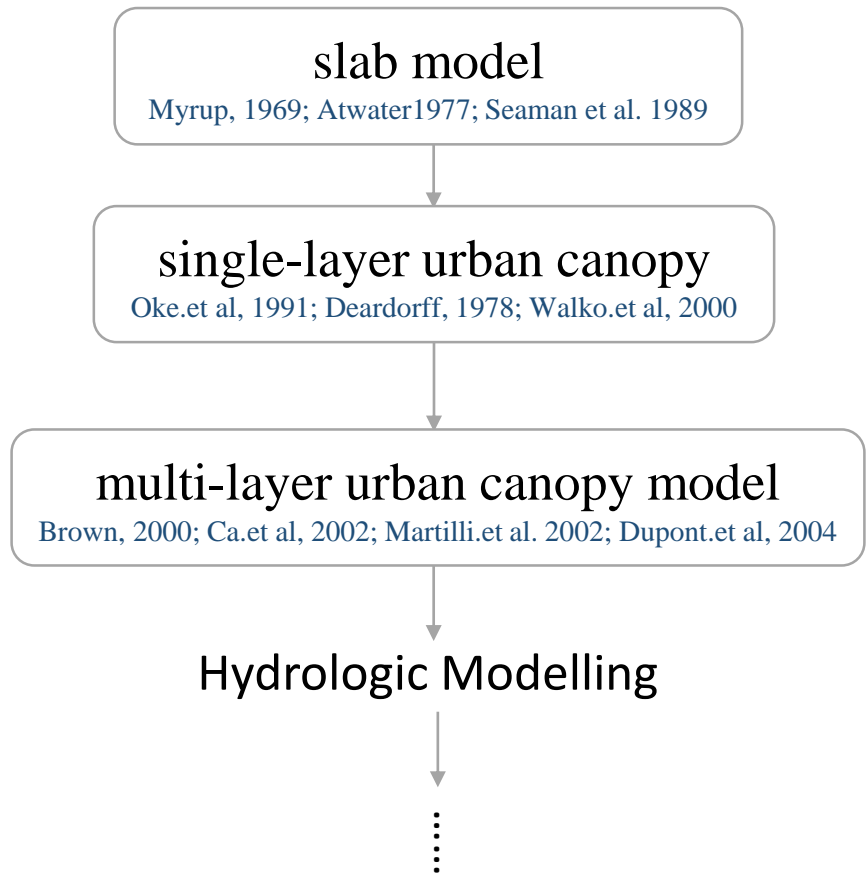 slab model
Myrup, 1969; Atwater1977; Seaman et al. 1989
single-layer urban canopy
Oke.et al, 1991; Deardorff, 1978; Walko.et al, 2000
multi-layer urban canopy model
Brown, 2000; Ca.et al, 2002; Martilli.et al. 2002; Dupont.et al, 2004
Hydrologic Modelling